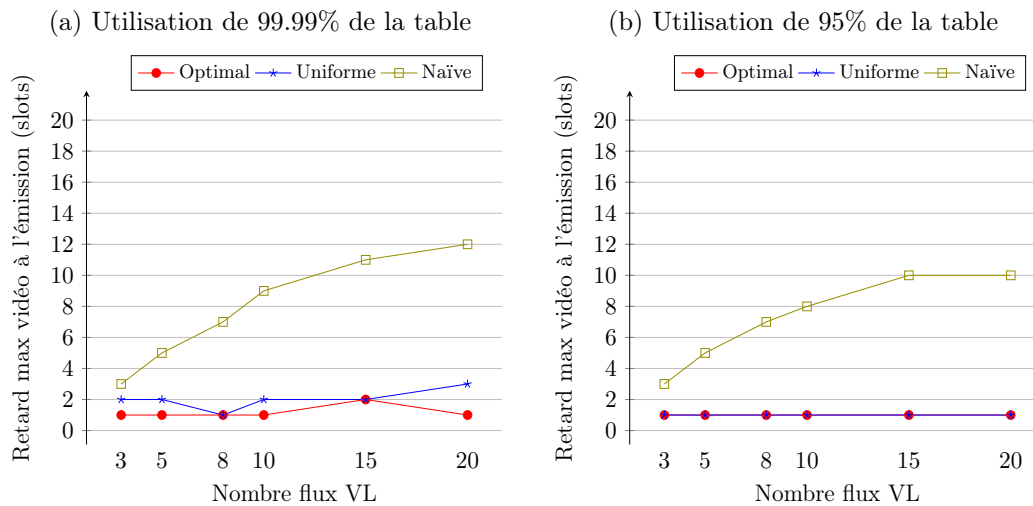 (a) Utilisation de 99.99% de la table
Optimal Uniforme Naïve
Retard max vidéo à l'émission (slots)
20
18
16
14
12
10
8
6
4
2
0
3 5 8 10 15 20
Nombre flux VL
(b) Utilisation de 95% de la table
Optimal Uniforme Naïve
Retard max vidéo à l'émission (slots)
20
18
16
14
12
10
8
6
4
2
0
3 5 8 10 15 20
Nombre flux VL